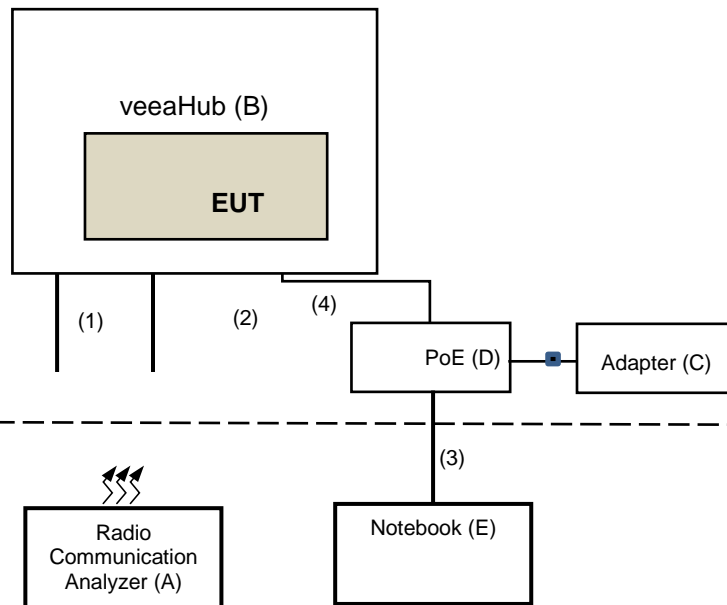 veeaHub (B)
EUT
(1)
(2)
(4)
PoE (D)
Adapter (C)
(3)
Radio
Communication
Analyzer (A)
Notebook (E)